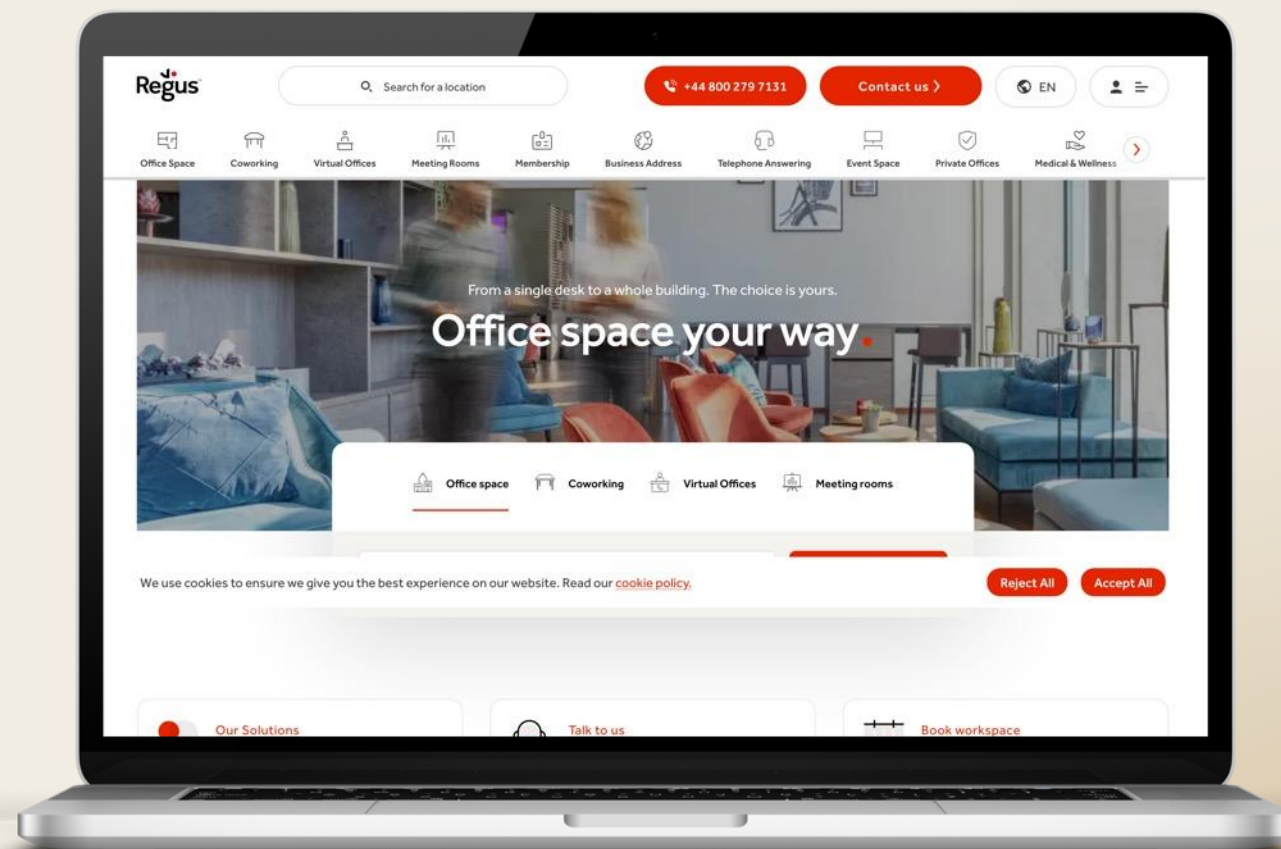 Regus
Search for a location
+44 800 279 7131
Contact us
EN
Office Space
Coworking
Virtual Offices
Meeting Rooms
Membership
Business Address
Telephone Answering
Event Space
Private Offices
Medical & Wellness
From a single desk to a whole building. The choice is yours.
Office space your way.
Office space
Coworking
Virtual Offices
Meeting rooms
We use cookies to ensure we give you the best experience on our website. Read our cookie policy.
Reject All
Accept All
Our Solutions
Talk to us
Book workspace